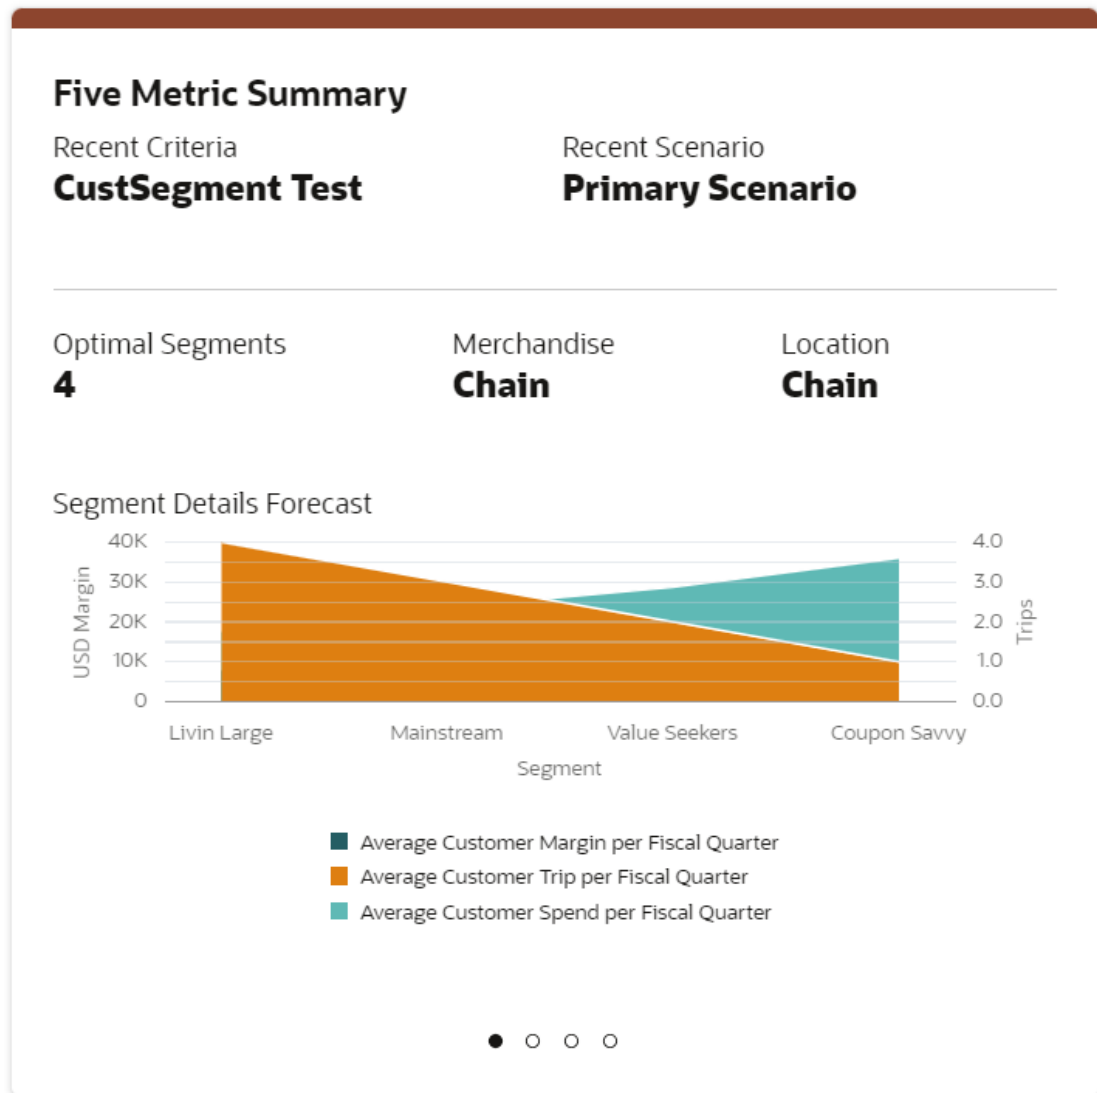 Five Metric Summary
Recent Criteria
CustSegment Test
Recent Scenario
Primary Scenario
Optimal Segments
4
Merchandise
Chain
Location
Chain
Segment Details Forecast
USD Margin
40K
30K
20K
10K
0
4.0
3.0
2.0
1.0
0.0
Trips
Livin Large
Mainstream
Value Seekers
Coupon Savvy
Segment
Average Customer Margin per Fiscal Quarter
Average Customer Trip per Fiscal Quarter
Average Customer Spend per Fiscal Quarter